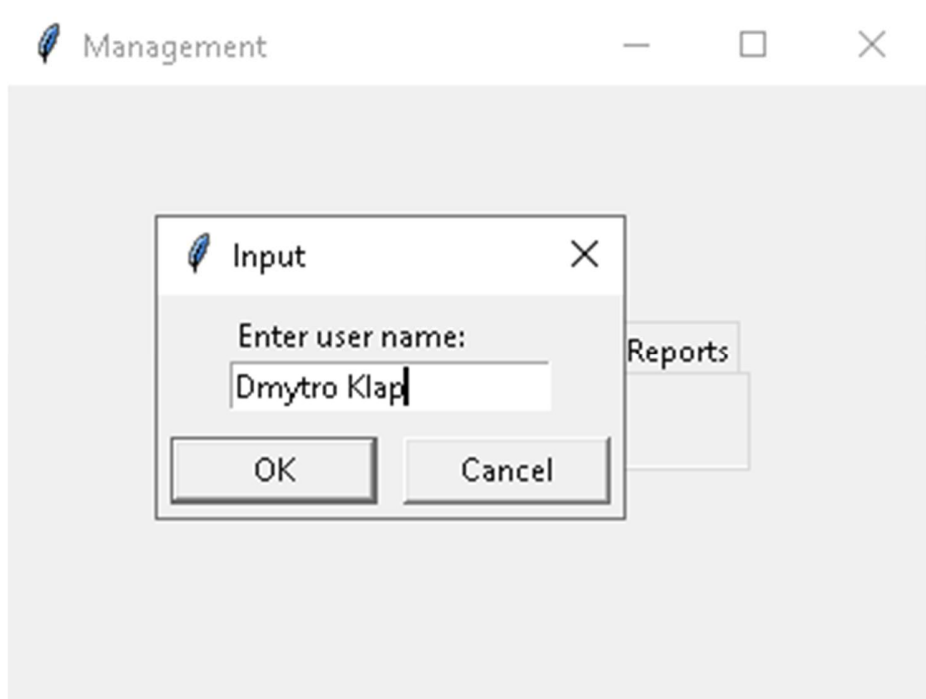 Management
Input
Enter user name:
Dmytro Klap
Reports
OK
Cancel